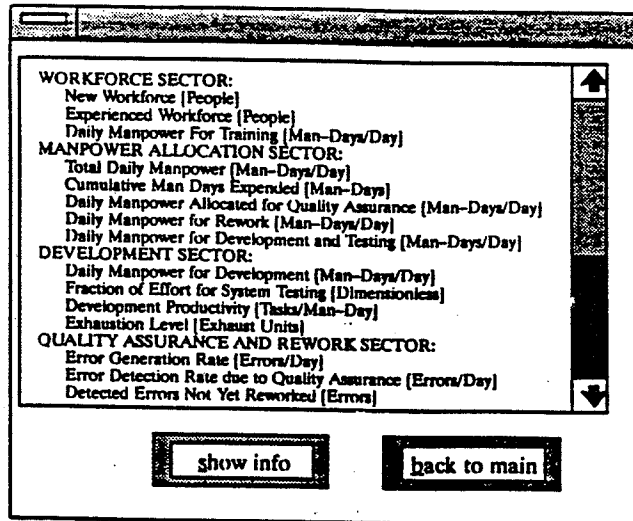 WORKFORCE SECTOR:
New Workforce [People]
Experienced Workforce [People]
Daily Manpower For Training [Man-Days/Day]
MANPOWER ALLOCATION SECTOR:
Total Daily Manpower [Man-Days/Day]
Cumulative Man Days Expended [Man-Days]
Daily Manpower Allocated for Quality Assurance [Man-Days/Day]
Daily Manpower for Rework [Man-Days/Day]
Daily Manpower for Development and Testing [Man-Days/Day]
DEVELOPMENT SECTOR:
Daily Manpower for Development [Man-Days/Day]
Fraction of Effort for System Testing [Dimensionless]
Development Productivity [Tasks/Man-Day]
Exhaustion Level [Exhaust Units]
QUALITY ASSURANCE AND REWORK SECTOR:
Error Generation Rate [Errors/Day]
Error Detection Rate due to Quality Assurance [Errors/Day]
Detected Errors Not Yet Reworked [Errors]
show info
back to main